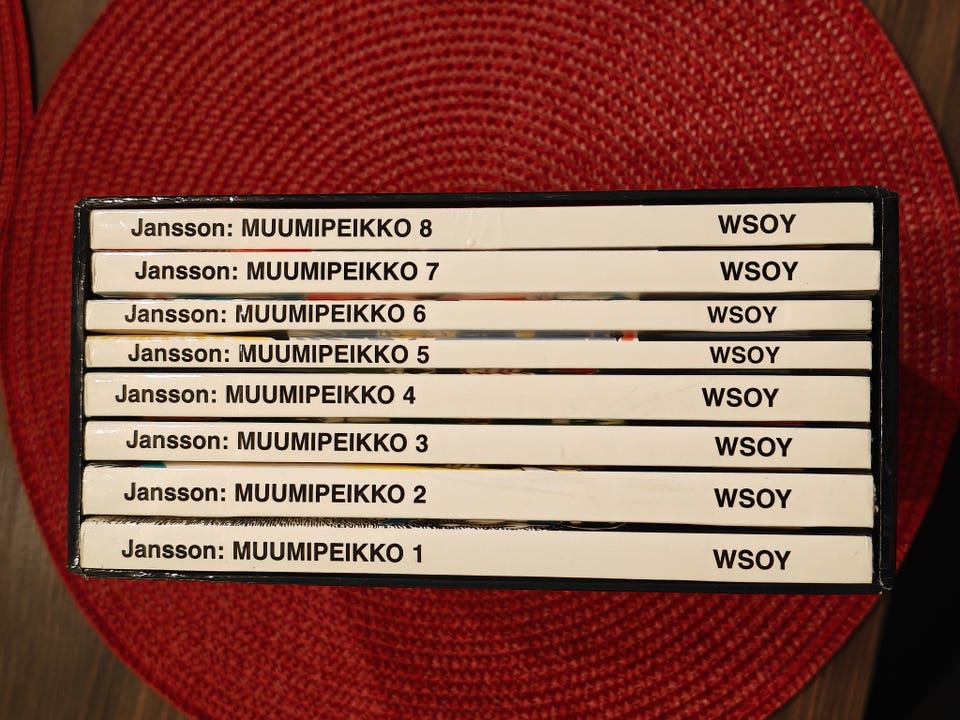 Jansson: MUUMIPEIKKO 8 WSOY
Jansson: MUUMIPEIKKO 7 WSOY
Jansson: MUUMIPEIKKO 6 WSOY
Jansson: MUUMIPEIKKO 5 WSOY
Jansson: MUUMIPEIKKO 4 WSOY
Jansson: MUUMIPEIKKO 3 WSOY
Jansson: MUUMIPEIKKO 2 WSOY
Jansson: MUUMIPEIKKO 1 WSOY